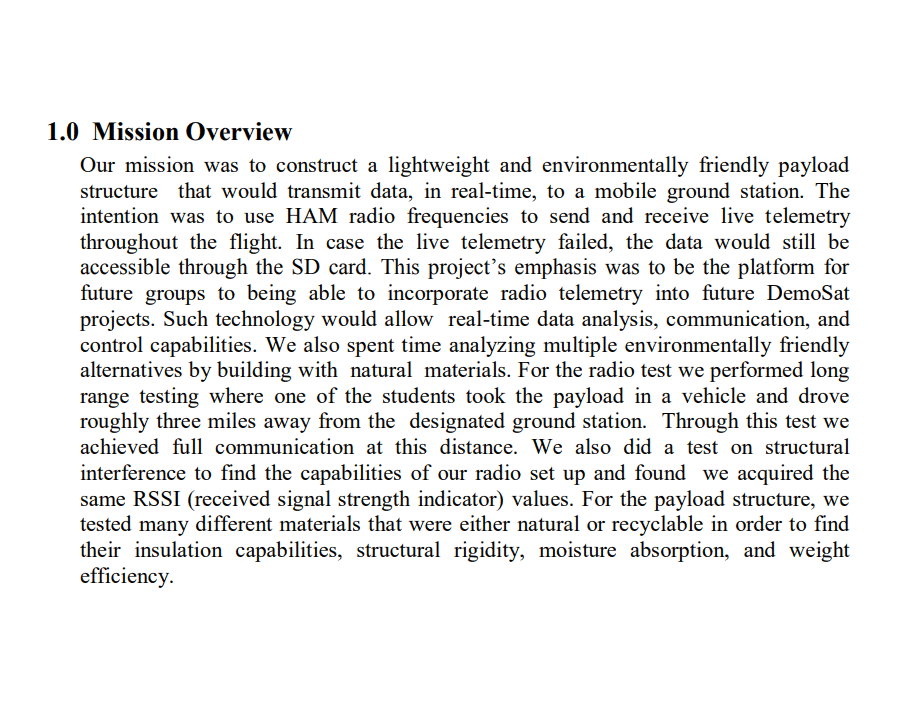 1.0 Mission Overview
Our mission was to construct a lightweight and environmentally friendly payload
structure that would transmit data, in real-time, to a mobile ground station. The
intention was to use HAM radio frequencies to send and receive live telemetry
throughout the flight. In case the live telemetry failed, the data would still be
accessible through the SD card. This project’s emphasis was to be the platform for
future groups to being able to incorporate radio telemetry into future DemoSat
projects. Such technology would allow real-time data analysis, communication, and
control capabilities. We also spent time analyzing multiple environmentally friendly
alternatives by building with natural materials. For the radio test we performed long
range testing where one of the students took the payload in a vehicle and drove
roughly three miles away from the designated ground station. Through this test we
achieved full communication at this distance. We also did a test on structural
interference to find the capabilities of our radio set up and found we acquired the
same RSSI (received signal strength indicator) values. For the payload structure, we
tested many different materials that were either natural or recyclable in order to find
their insulation capabilities, structural rigidity, moisture absorption, and weight
efficiency.